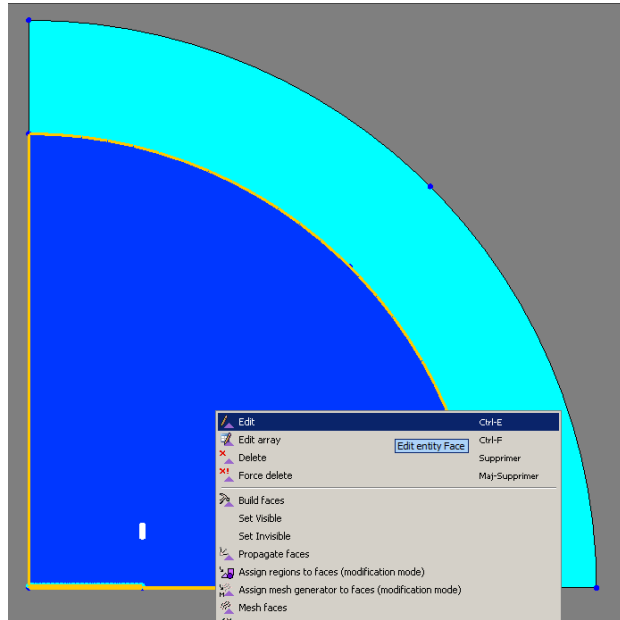 Edit Ctrl-E
Edit array Ctrl-F
Edit entity Face
Delete Supprimer
Force delete Maj-Supprimer
Build faces
Set Visible
Set Invisible
Propagate faces
Assign regions to faces (modification mode)
Assign mesh generator to faces (modification mode)
Mesh faces